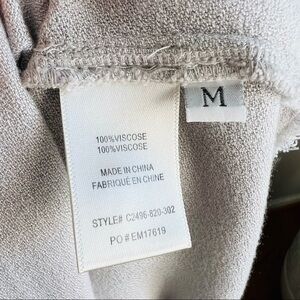 M
100%VISCOSE
100%VISCOSE
MADE IN CHINA
FABRIQUÉ EN CHINE
STYLE# C2496-820-302
PO # EM17619